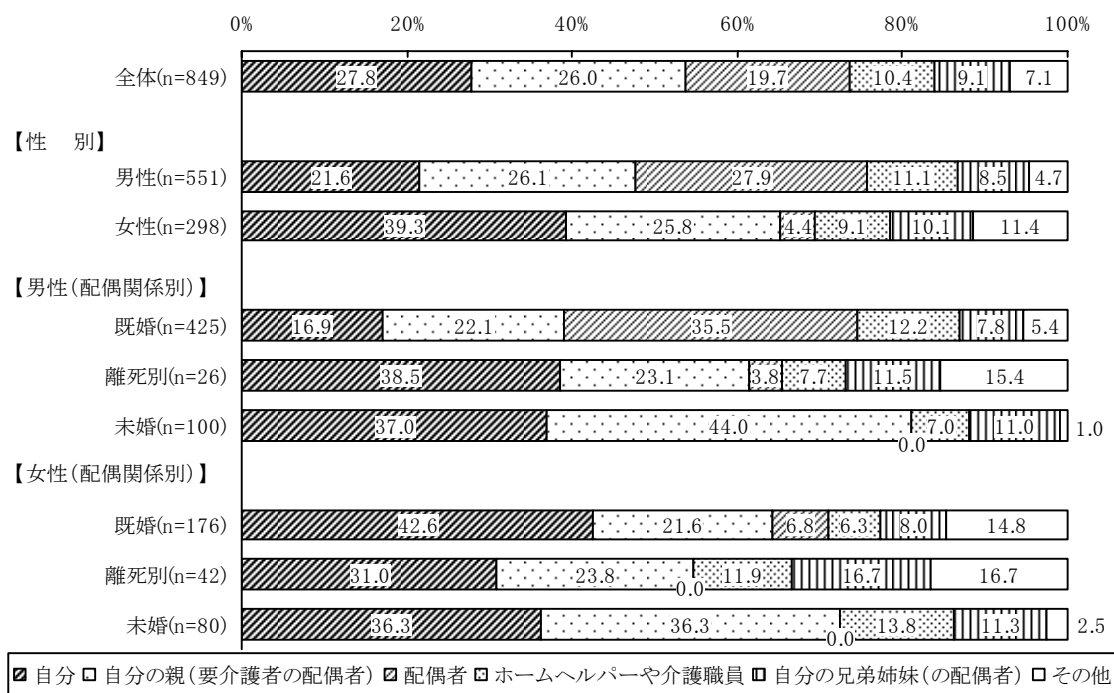 0% 20% 40% 60% 80% 100%
全体(n=849) 27.8 26.0 19.7 10.4 9.1 7.1
【性 別】
男性(n=551) 21.6 26.1 27.9 11.1 8.5 4.7
女性(n=298) 39.3 25.8 4.4 9.1 10.1 11.4
【男性(配偶関係別)】
既婚(n=425) 16.9 22.1 35.5 12.2 7.8 5.4
離死別(n=26) 38.5 23.1 3.8 7.7 11.5 15.4
未婚(n=100) 37.0 44.0 0.0 7.0 11.0 1.0
【女性(配偶関係別)】
既婚(n=176) 42.6 21.6 6.8 6.3 8.0 14.8
離死別(n=42) 31.0 23.8 0.0 11.9 16.7 16.7
未婚(n=80) 36.3 36.3 0.0 13.8 11.3 2.5
自分 自分の親(要介護者の配偶者) 配偶者 ホームヘルパーや介護職員 自分の兄弟姉妹(の配偶者) その他